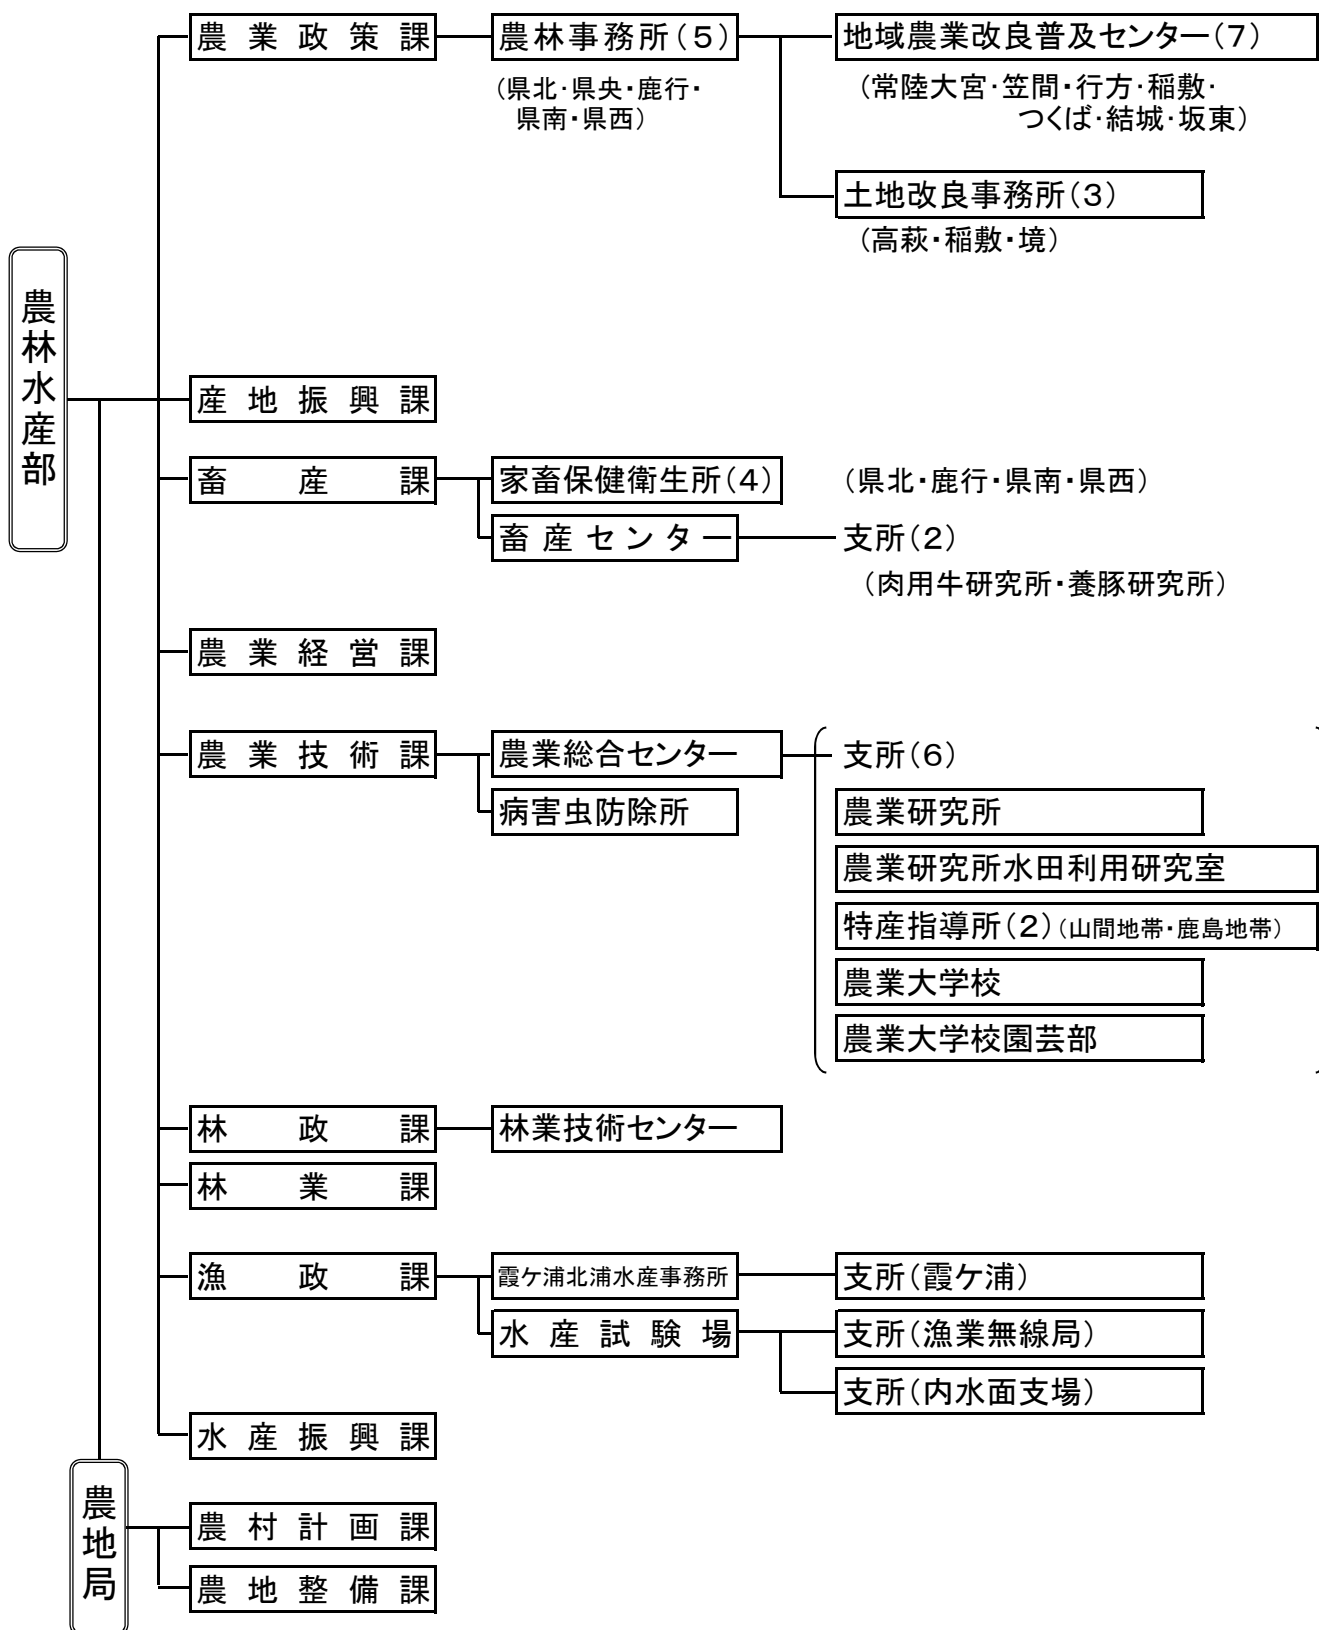 農林水産部
農業政策課
農林事務所(5)
(県北・県央・鹿行・
県南・県西)
地域農業改良普及センター(7)
(常陸大宮・笠間・行方・稲敷・
つくば・結城・坂東)
土地改良事務所(3)
(高萩・稲敷・境)
産地振興課
畜産課
家畜保健衛生所(4)
(県北・鹿行・県南・県西)
畜産センター
支所(2)
(肉用牛研究所・養豚研究所)
農業経営課
農業技術課
農業総合センター
病害虫防除所
支所(6)
農業研究所
農業研究所水田利用研究室
特産指導所(2)(山間地帯・鹿島地帯)
農業大学校
農業大学校園芸部
林政課
林業技術センター
林業課
漁政課
霞ケ浦北浦水産事務所
支所(霞ケ浦)
水産試験場
支所(漁業無線局)
支所(内水面支場)
水産振興課
農地局
農村計画課
農地整備課